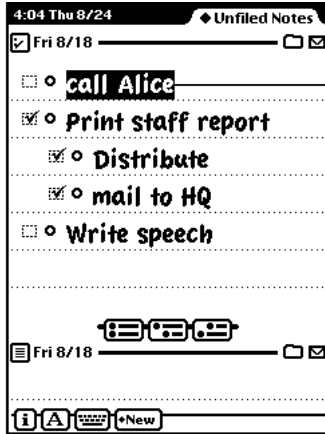 4:04 Thu 8/24 ◆Unfiled Notes
Fri 8/18
call Alice
Print staff report
Distribute
mail to HQ
Write speech
Fri 8/18
i A ◆New